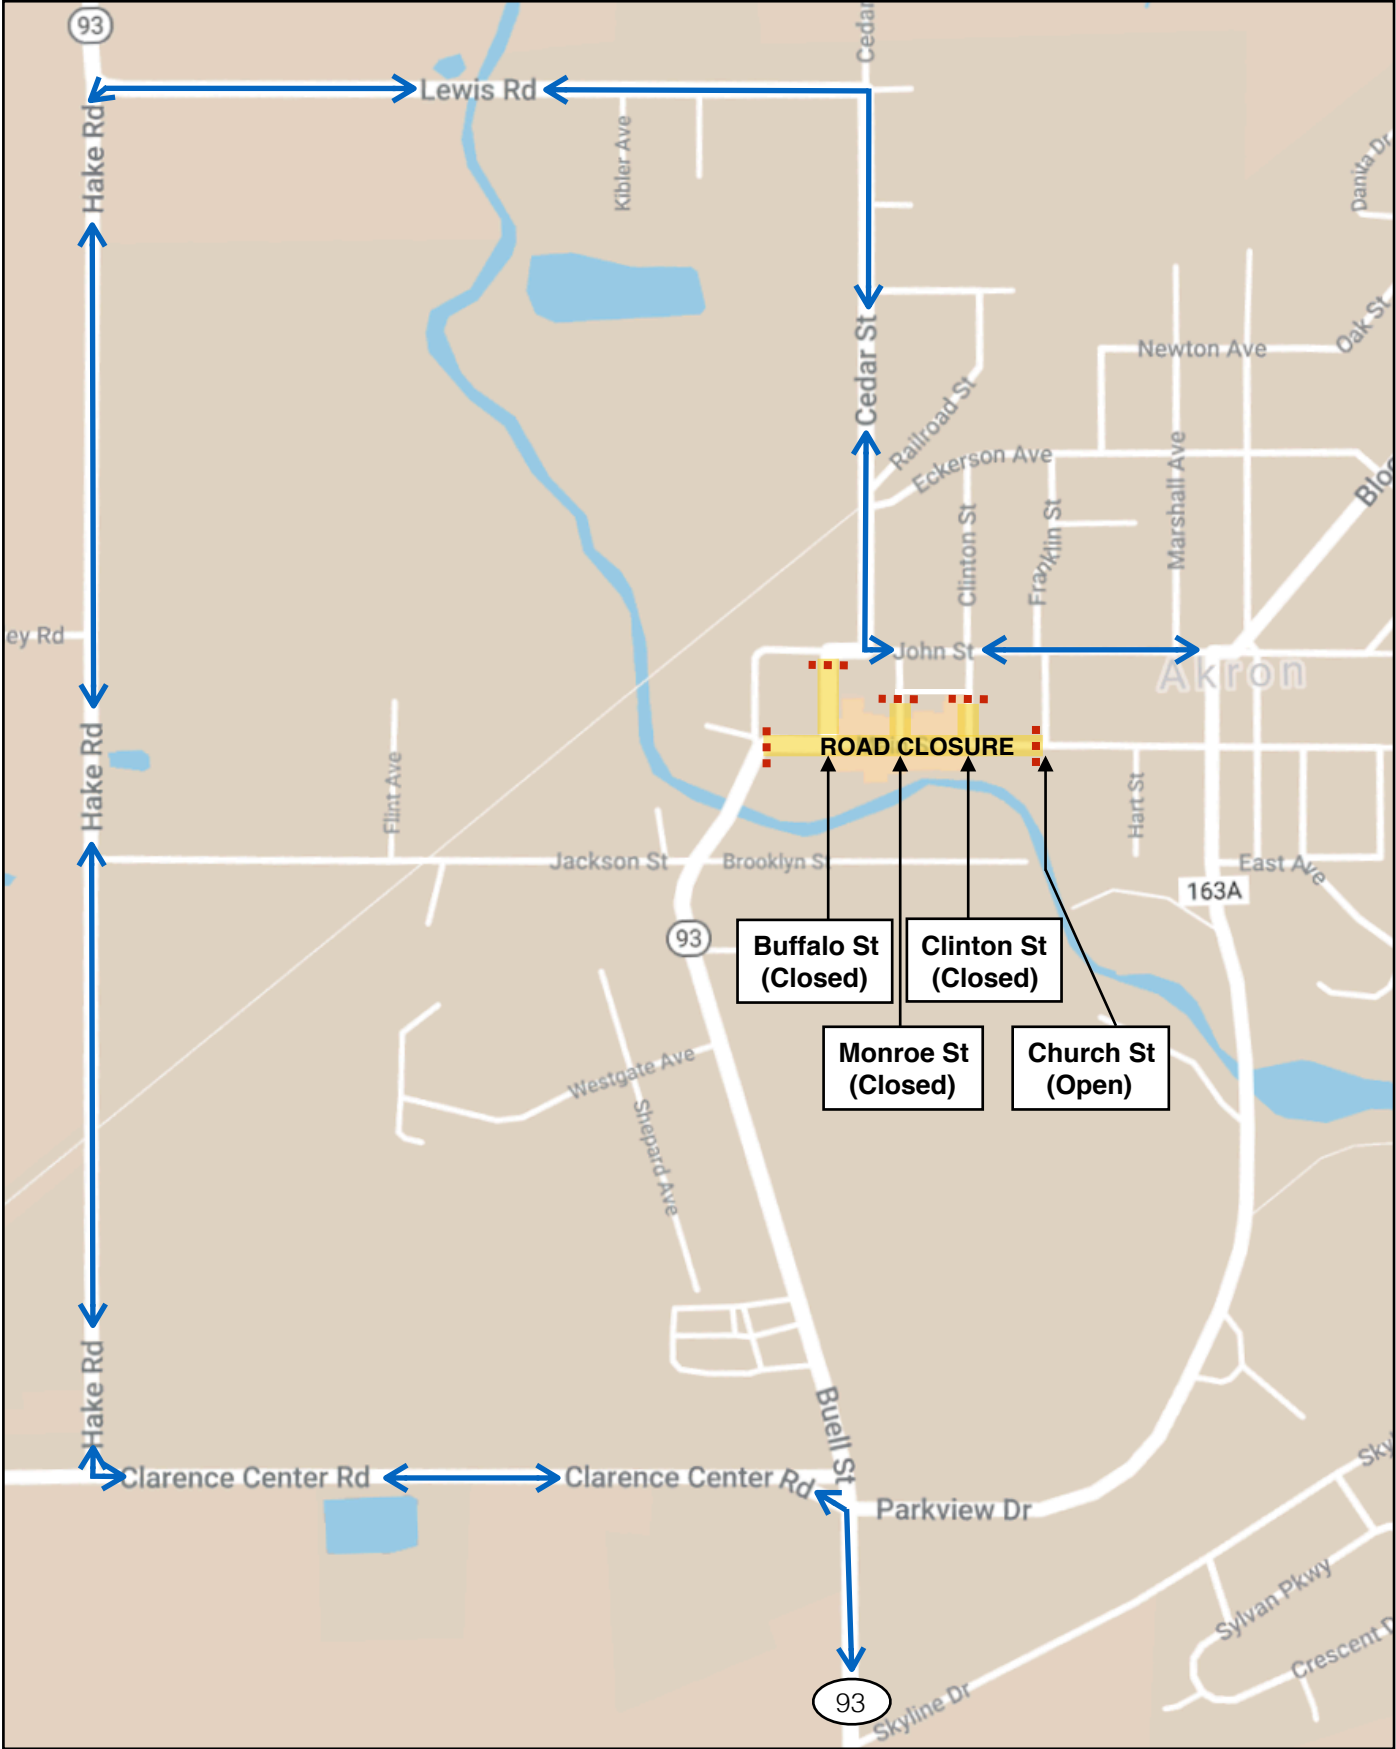 93
Cedar
Lewis Rd
Hake Rd
Kibler Ave
Danita Dr
Cedar St
Newton Ave
Oak St
Railroad St
Eckerson Ave
Marshall Ave
Clinton St
Franklin St
Bloo
ey Rd
John St
Akron
Hake Rd
Flint Ave
ROAD CLOSURE
Hart St
Jackson St
Brooklyn St
East Ave
163A
93
Buffalo St
(Closed)
Clinton St
(Closed)
Monroe St
(Closed)
Church St
(Open)
Westgate Ave
Shepard Ave
Hake Rd
Buell St
Clarence Center Rd
Clarence Center Rd
Parkview Dr
Sky
Sylvan Pkwy
Crescent D
93
Skyline Dr